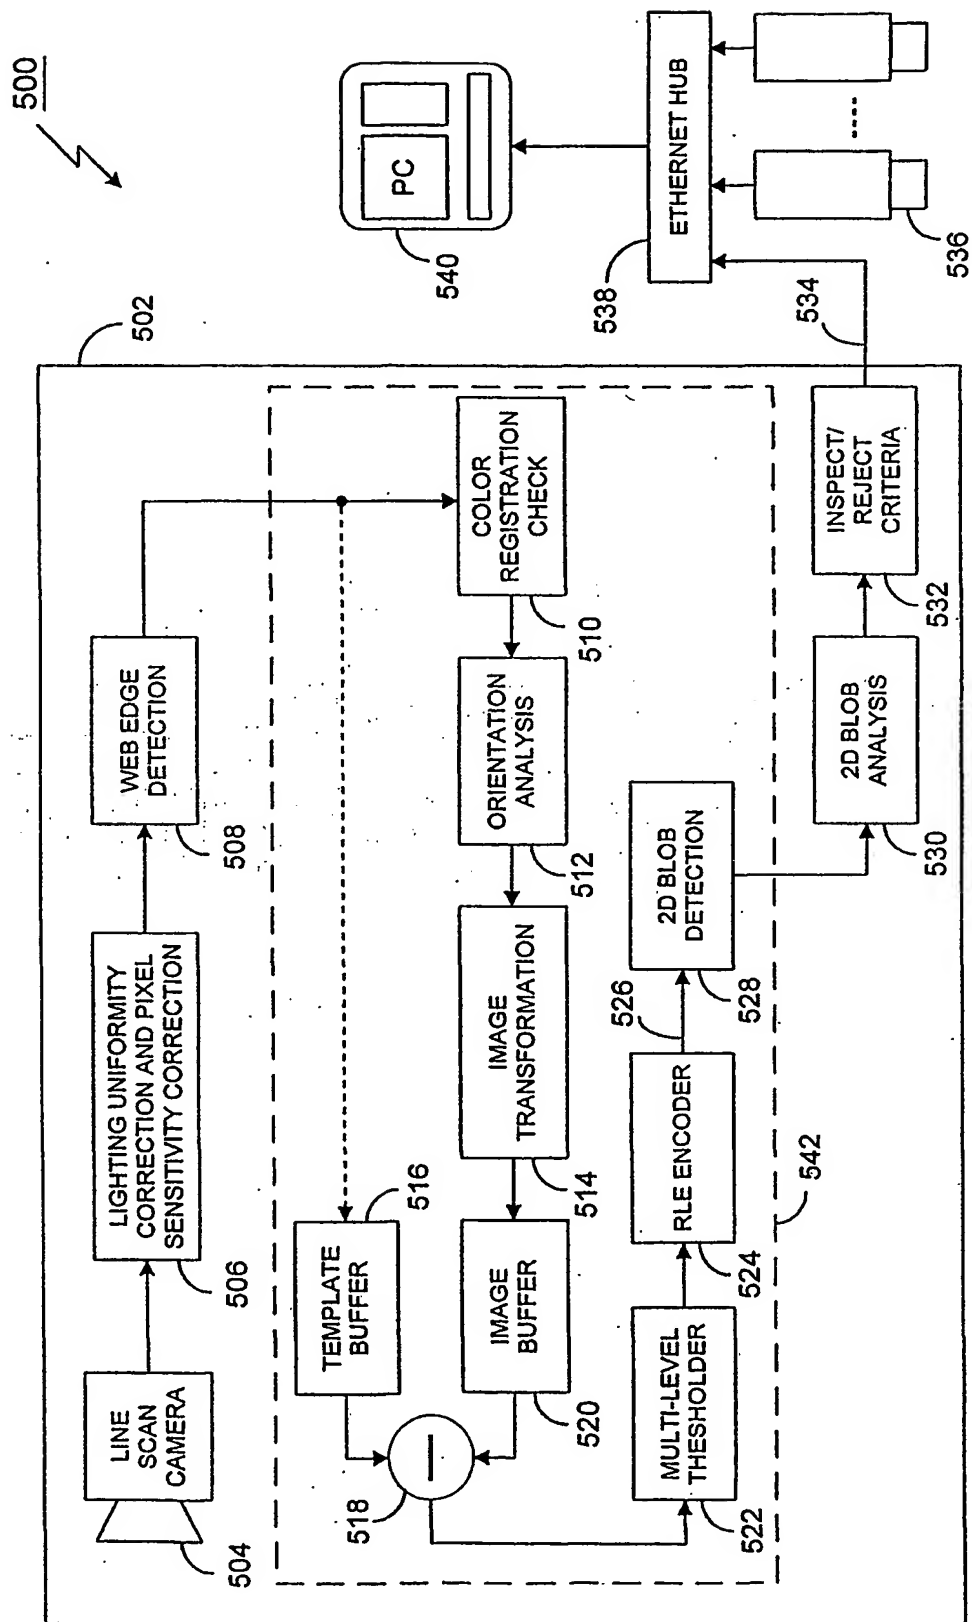 500
502
LINE
SCAN
CAMERA
504
LIGHTING UNIFORMITY
CORRECTION AND PIXEL
SENSITIVITY CORRECTION
506
WEB EDGE
DETECTION
508
TEMPLATE
BUFFER
516
COLOR
REGISTRATION
CHECK
510
ORIENTATION
ANALYSIS
512
IMAGE
TRANSFORMATION
514
IMAGE
BUFFER
520
518
MULTI-LEVEL
THESHOLDER
522
RLE ENCODER
524
526
2D BLOB
DETECTION
528
542
2D BLOB
ANALYSIS
530
INSPECT/
REJECT
CRITERIA
532
534
ETHERNET HUB
538
PC
540
536